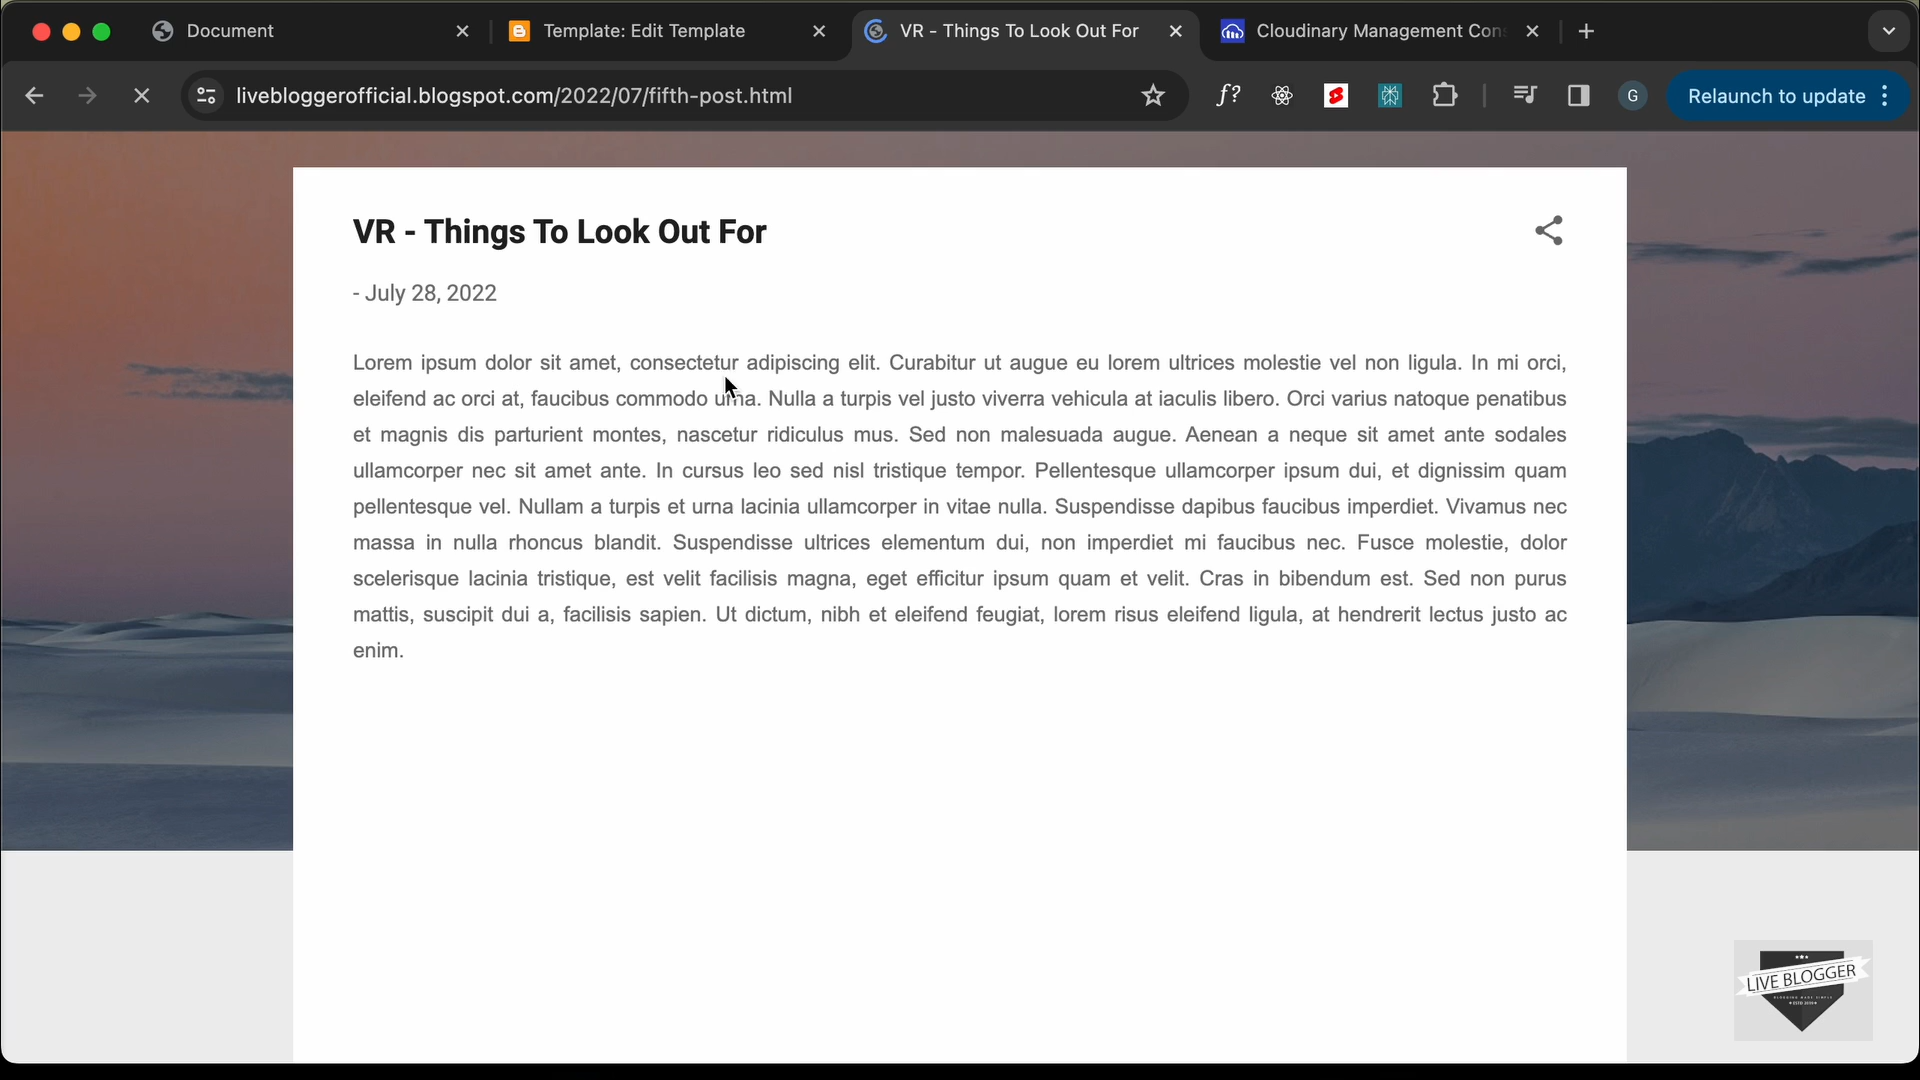 Document
Template: Edit Template
VR - Things To Look Out For
Cloudinary Management Con
livebloggerofficial.blogspot.com/2022/07/fifth-post.html
f?
G
Relaunch to update
VR - Things To Look Out For
- July 28, 2022
Lorem ipsum dolor sit amet, consectetur adipiscing elit. Curabitur ut augue eu lorem ultrices molestie vel non ligula. In mi orci,
eleifend ac orci at, faucibus commodo urna. Nulla a turpis vel justo viverra vehicula at iaculis libero. Orci varius natoque penatibus
et magnis dis parturient montes, nascetur ridiculus mus. Sed non malesuada augue. Aenean a neque sit amet ante sodales
ullamcorper nec sit amet ante. In cursus leo sed nisl tristique tempor. Pellentesque ullamcorper ipsum dui, et dignissim quam
pellentesque vel. Nullam a turpis et urna lacinia ullamcorper in vitae nulla. Suspendisse dapibus faucibus imperdiet. Vivamus nec
massa in nulla rhoncus blandit. Suspendisse ultrices elementum dui, non imperdiet mi faucibus nec. Fusce molestie, dolor
scelerisque lacinia tristique, est velit facilisis magna, eget efficitur ipsum quam et velit. Cras in bibendum est. Sed non purus
mattis, suscipit dui a, facilisis sapien. Ut dictum, nibh et eleifend feugiat, lorem risus eleifend ligula, at hendrerit lectus justo ac
enim.
LIVE BLOGGER